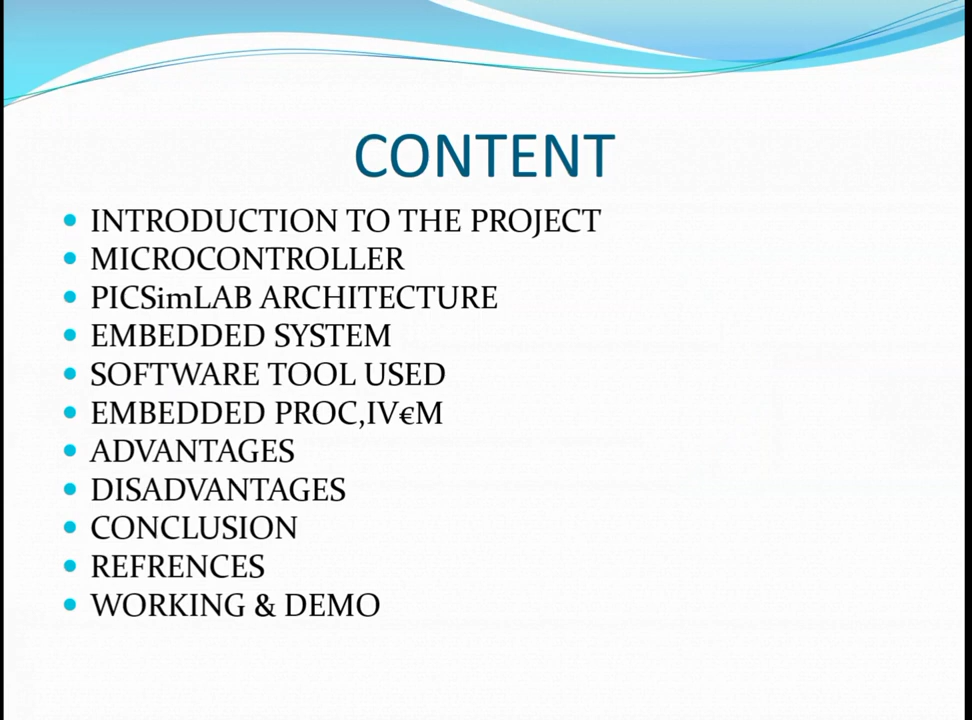 CONTENT
INTRODUCTION TO THE PROJECT
MICROCONTROLLER
PICSimLAB ARCHITECTURE
EMBEDDED SYSTEM
SOFTWARE TOOL USED
EMBEDDED PROC,IV€M
ADVANTAGES
DISADVANTAGES
CONCLUSION
REFRENCES
WORKING & DEMO